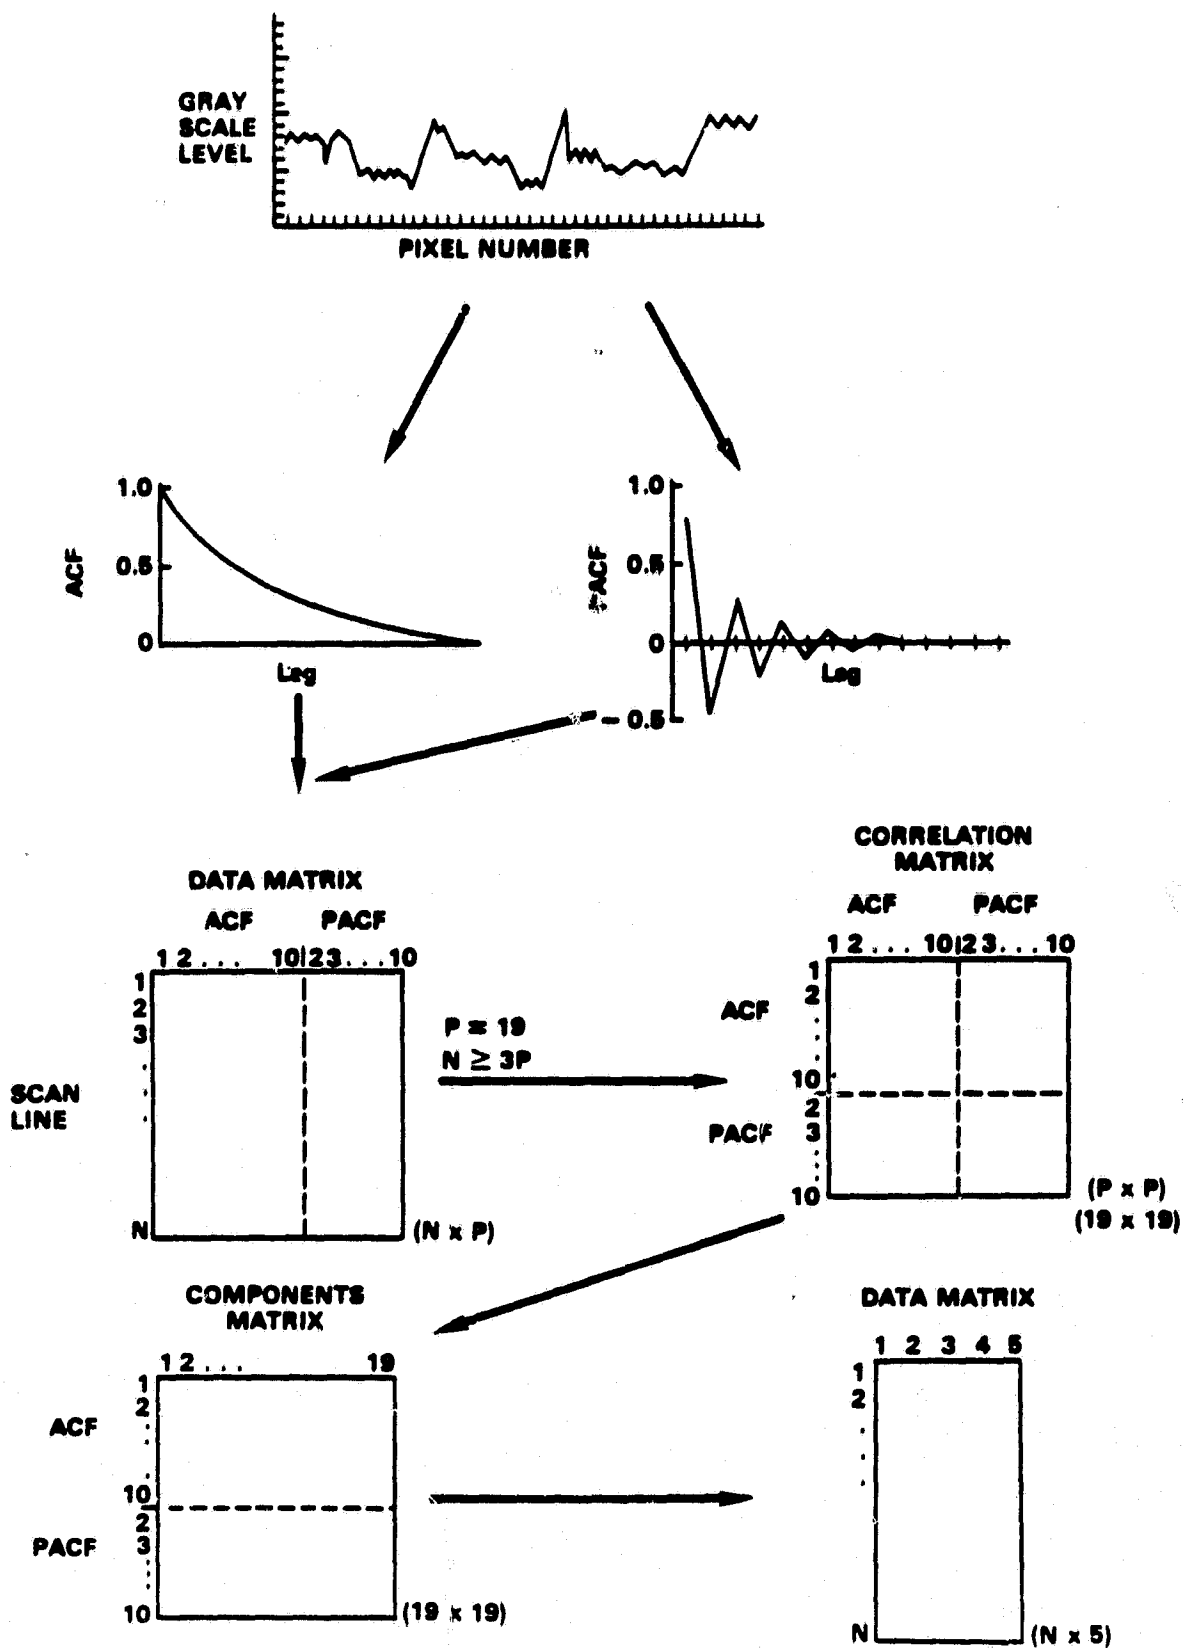 GRAY
SCALE
LEVEL
PIXEL NUMBER
1.0
0.5
0
ACF
Lag
1.0
0.5
0
- 0.5
PACF
Lag
DATA MATRIX
ACF PACF
1 2 . . . . 10 2 3 . . . 10
1
2
3
.
.
.
N
SCAN
LINE
(N x P)
P = 19
N ≥ 3P
CORRELATION
MATRIX
ACF PACF
1 2 . . . . 10 2 3 . . . 10
ACF
1
2
.
.
.
10
PACF
2
3
.
.
.
10
(P x P)
(19 x 19)
COMPONENTS
MATRIX
1 2 . . . . 19
ACF
1
2
.
.
.
10
PACF
2
3
.
.
.
10
(19 x 19)
DATA MATRIX
1 2 3 4 5
1
2
.
.
.
N
(N x 5)